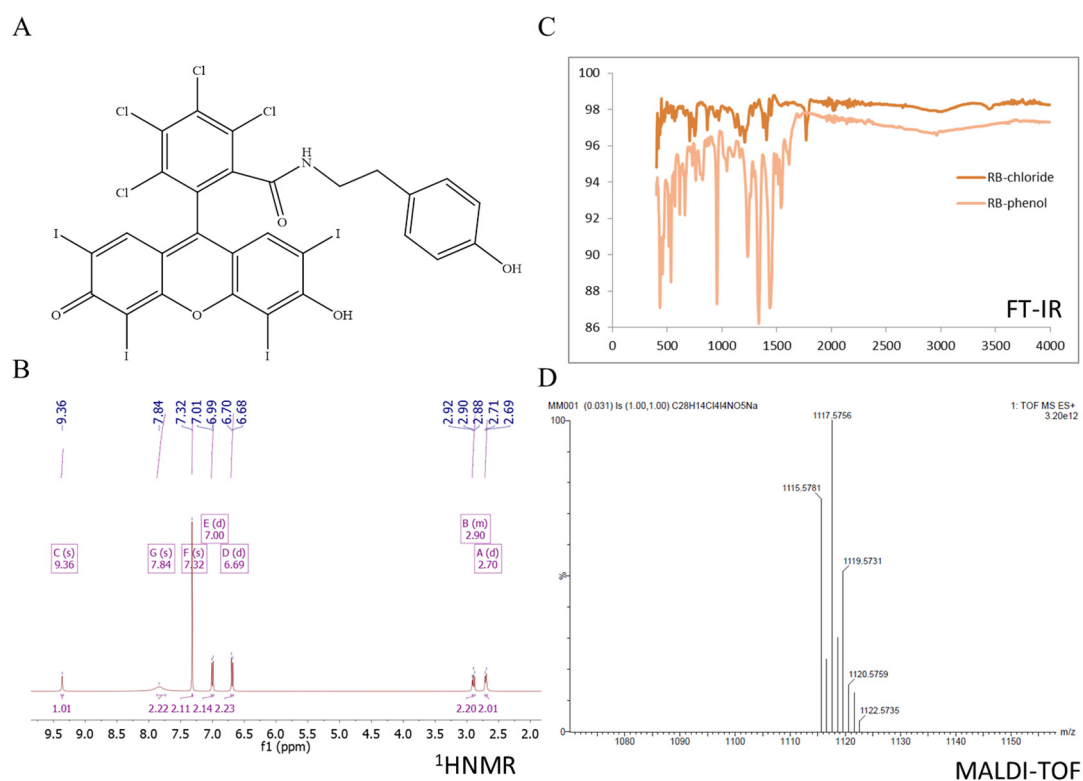 A
Cl
Cl
Cl
Cl
H
N
O
I
I
OH
O
O
OH
I
I
B
9.36
7.84
7.32
7.01
6.99
6.70
6.68
2.92
2.90
2.88
2.71
2.69
E (d)
7.00
B (m)
2.90
C (s)
9.36
G (s)
7.84
F (s)
7.32
D (d)
6.69
A (d)
2.70
1.01
2.22
2.11
2.14
2.23
2.20
2.01
9.5 9.0 8.5 8.0 7.5 7.0 6.5 6.0 5.5 5.0 4.5 4.0 3.5 3.0 2.5 2.0
f1 (ppm)
¹HNMR
C
100
98
96
94
92
90
88
86
RB-chloride
RB-phenol
FT-IR
0 500 1000 1500 2000 2500 3000 3500 4000
D
MM001 (0.031) Is (1.00,1.00) C28H14Cl4I4NO5Na
1: TOF MS ES+
3.20e12
100
1117.5756
1115.5781
1119.5731
%
1120.5759
1122.5735
0
m/z
1080 1090 1100 1110 1120 1130 1140 1150
MALDI-TOF